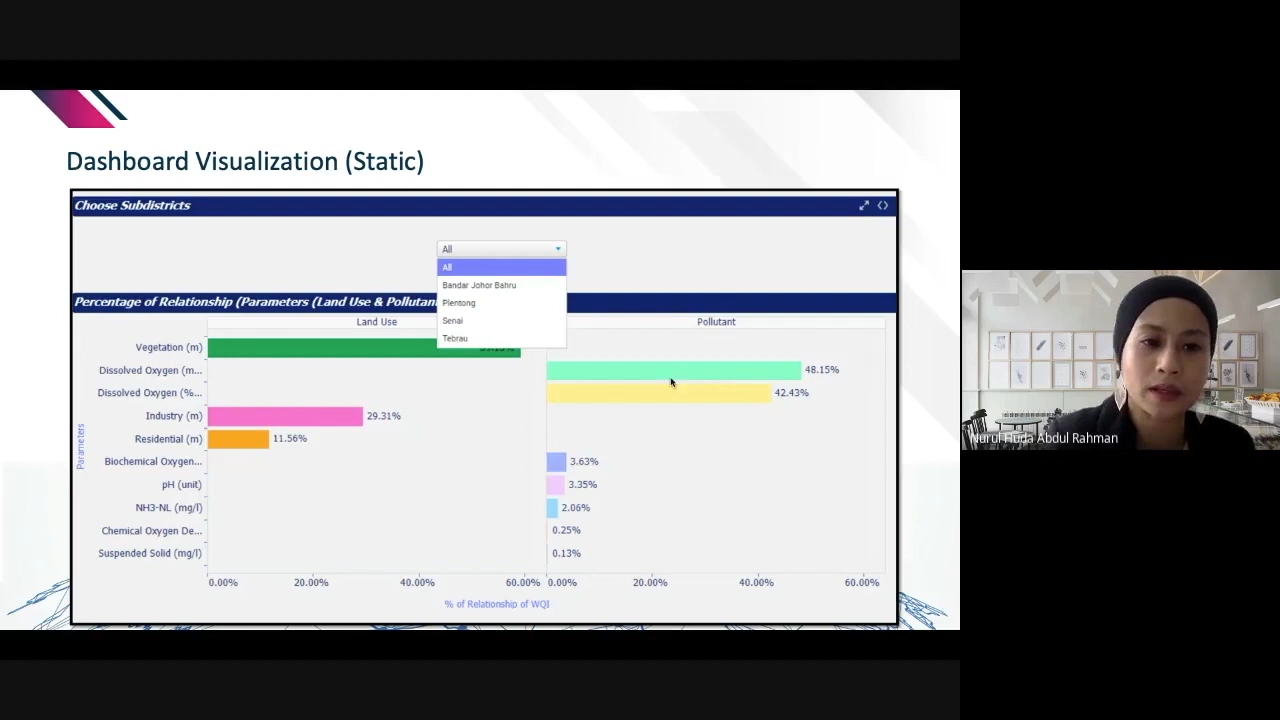 Dashboard Visualization (Static)
Choose Subdistricts
All
All
Bandar Johor Bahru
Plentong
Senai
Tebrau
Percentage of Relationship (Parameters (Land Use & Pollutan
Land Use
Pollutant
Vegetation (m)
Dissolved Oxygen (m...
48.15%
Dissolved Oxygen (%...
42.43%
Industry (m)
29.31%
Residential (m)
11.56%
Biochemical Oxygen...
3.63%
pH (unit)
3.35%
NH3-NL (mg/l)
2.06%
Chemical Oxygen De...
0.25%
Suspended Solid (mg/l)
0.13%
Parameters
0.00% 20.00% 40.00% 60.00% 0.00% 20.00% 40.00% 60.00%
% of Relationship of WQI
Nurul Huda Abdul Rahman